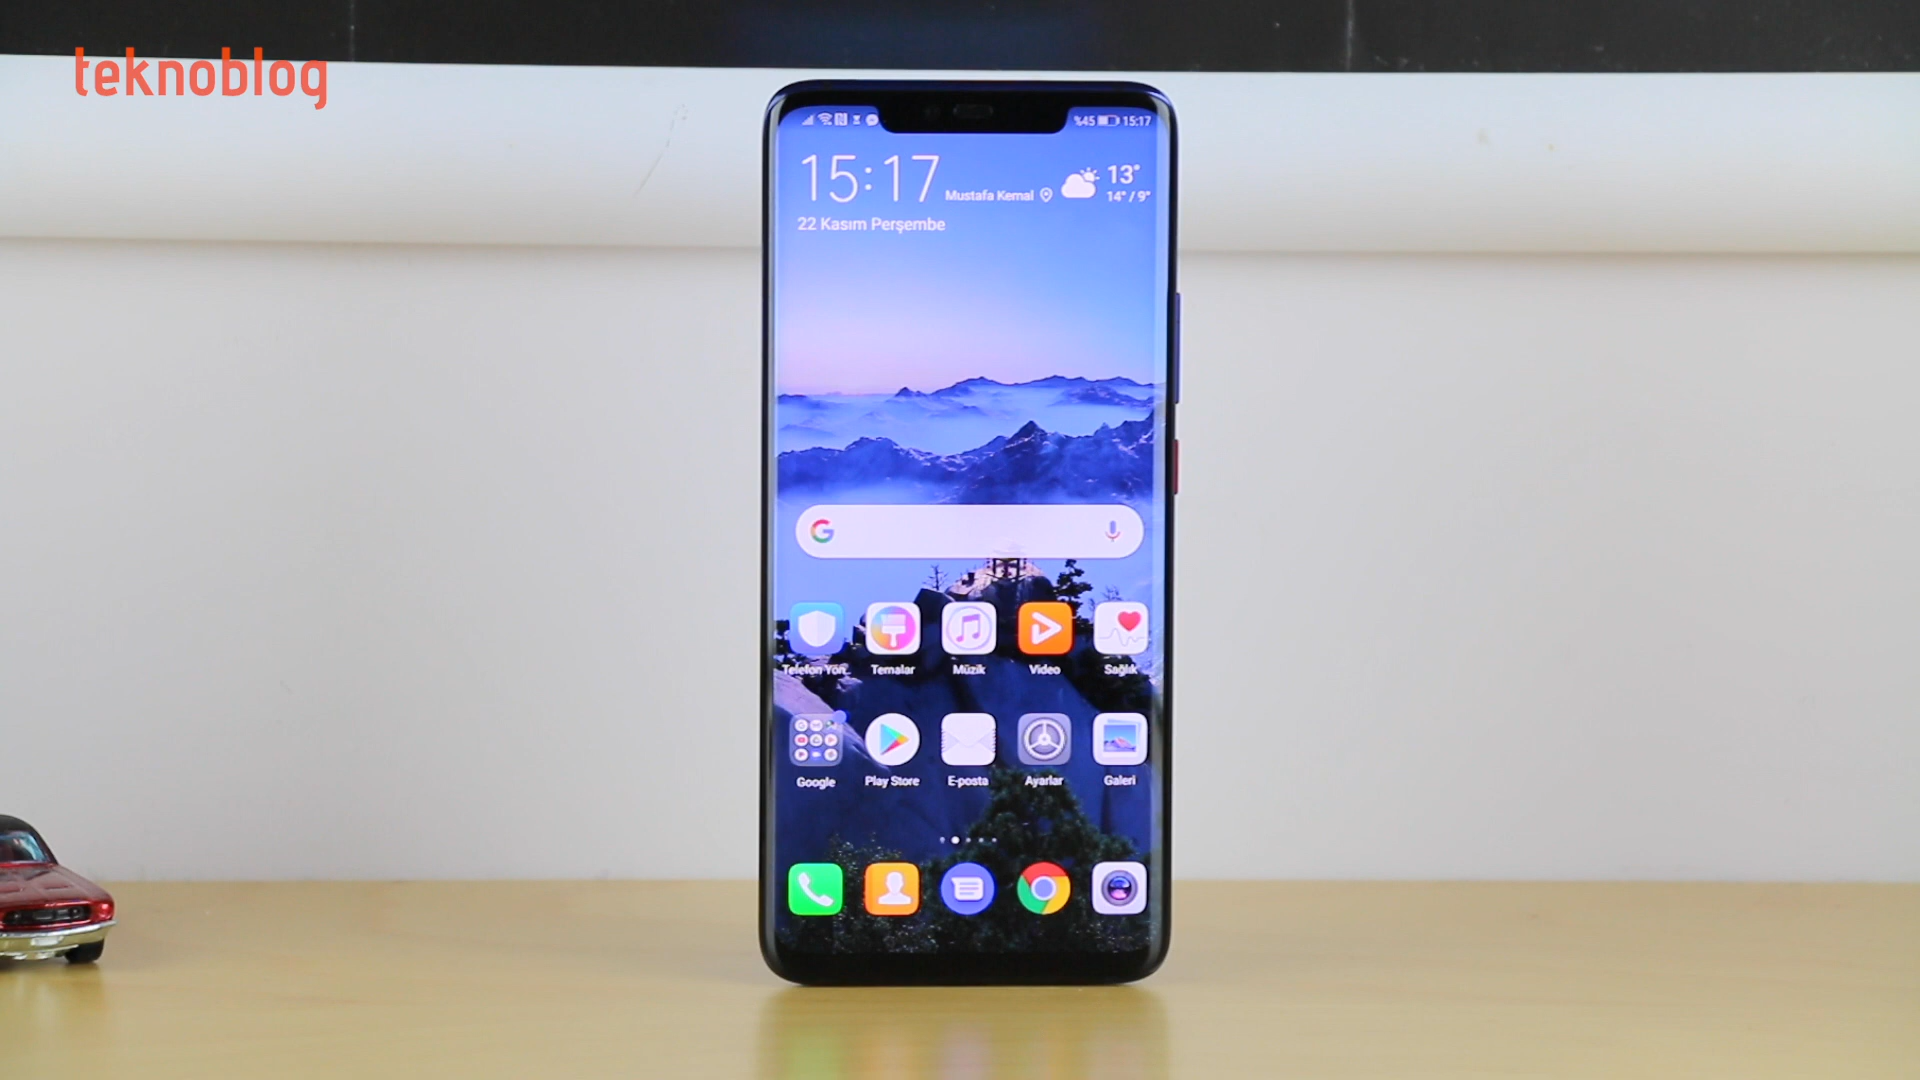 teknoblog
%45 15:17
15:17
Mustafa Kemal
13°
14° / 9°
22 Kasım Perşembe
Telefon Yön..
Temalar
Müzik
Video
Sağlık
Google
Play Store
E-posta
Ayarlar
Galeri